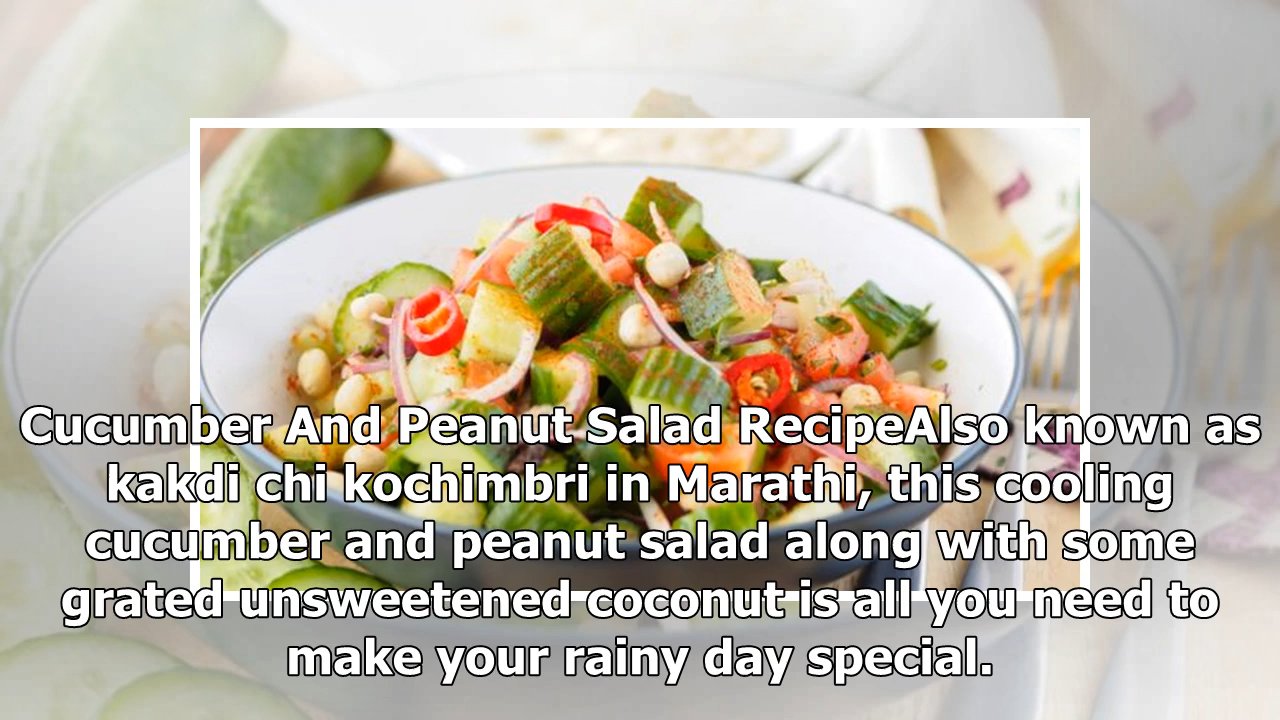 Cucumber And Peanut Salad RecipeAlso known as
kakdi chi kochimbri in Marathi, this cooling
cucumber and peanut salad along with some
grated unsweetened coconut is all you need to
make your rainy day special.